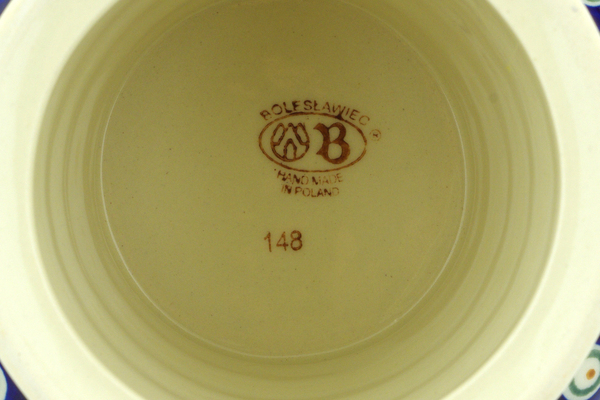 BOLESŁAWIEC ®
B
HAND MADE
IN POLAND
148